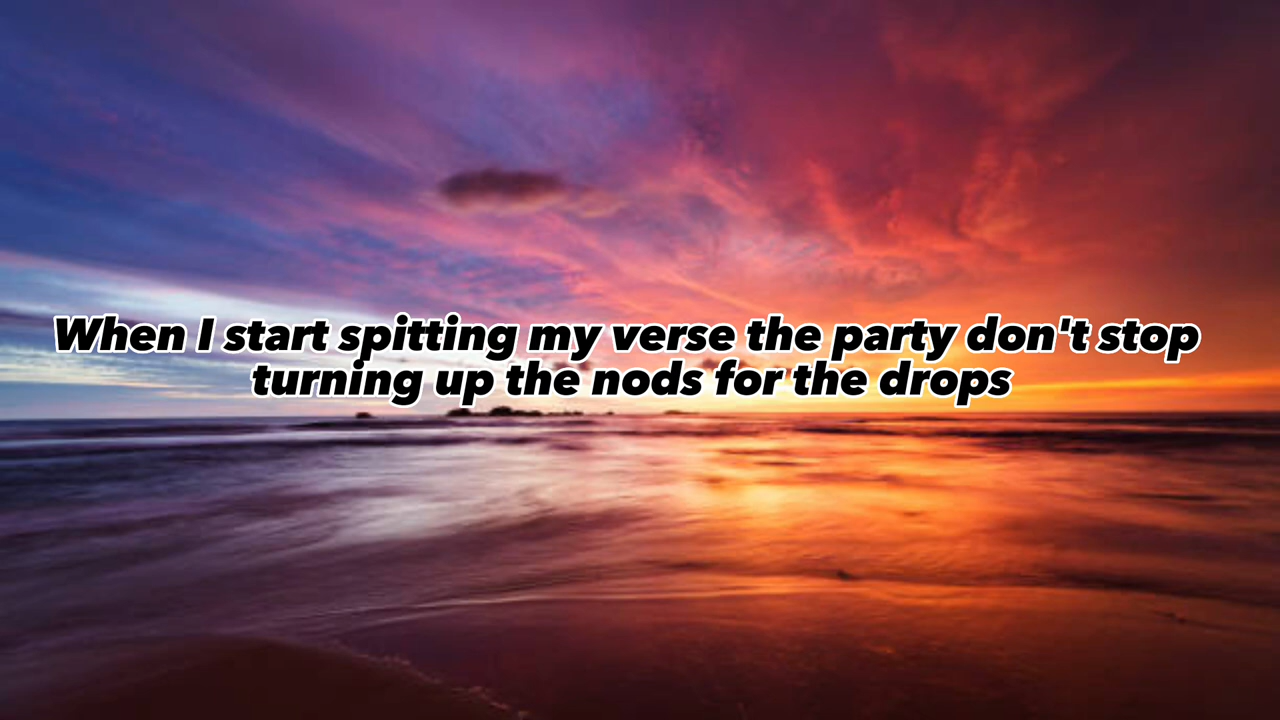 When I start spitting my verse the party don't stop
turning up the nods for the drops